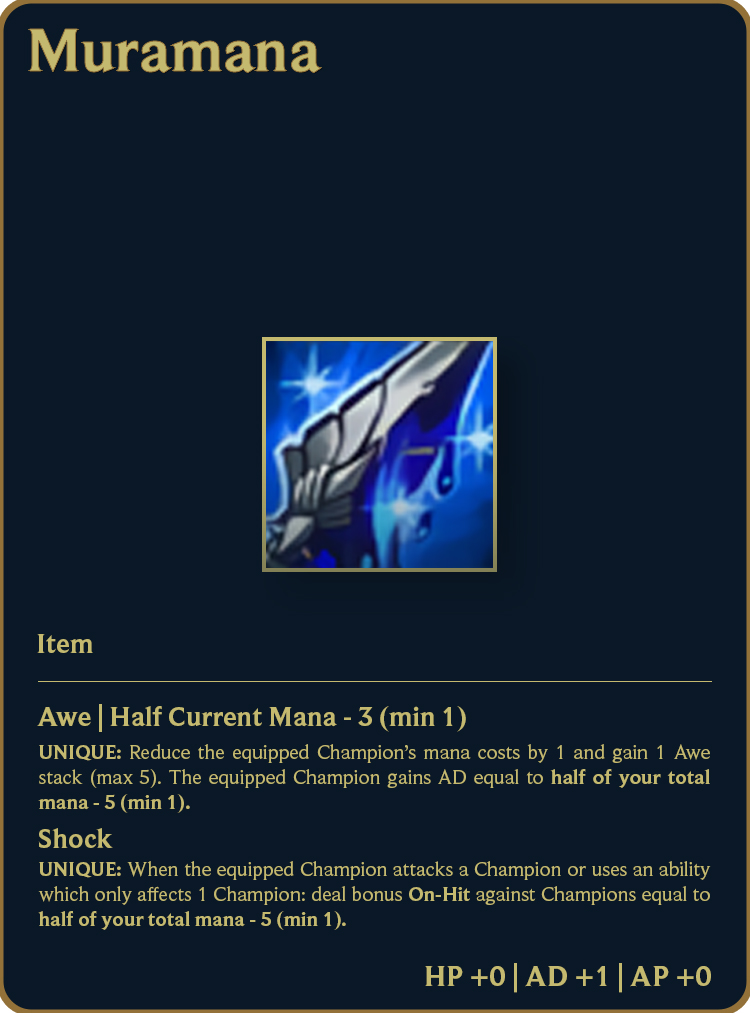 Muramana
Item
Awe | Half Current Mana - 3 (min 1)
UNIQUE: Reduce the equipped Champion’s mana costs by 1 and gain 1 Awe
stack (max 5). The equipped Champion gains AD equal to half of your total
mana - 5 (min 1).
Shock
UNIQUE: When the equipped Champion attacks a Champion or uses an ability
which only affects 1 Champion: deal bonus On-Hit against Champions equal to
half of your total mana - 5 (min 1).
HP +0 | AD +1 | AP +0